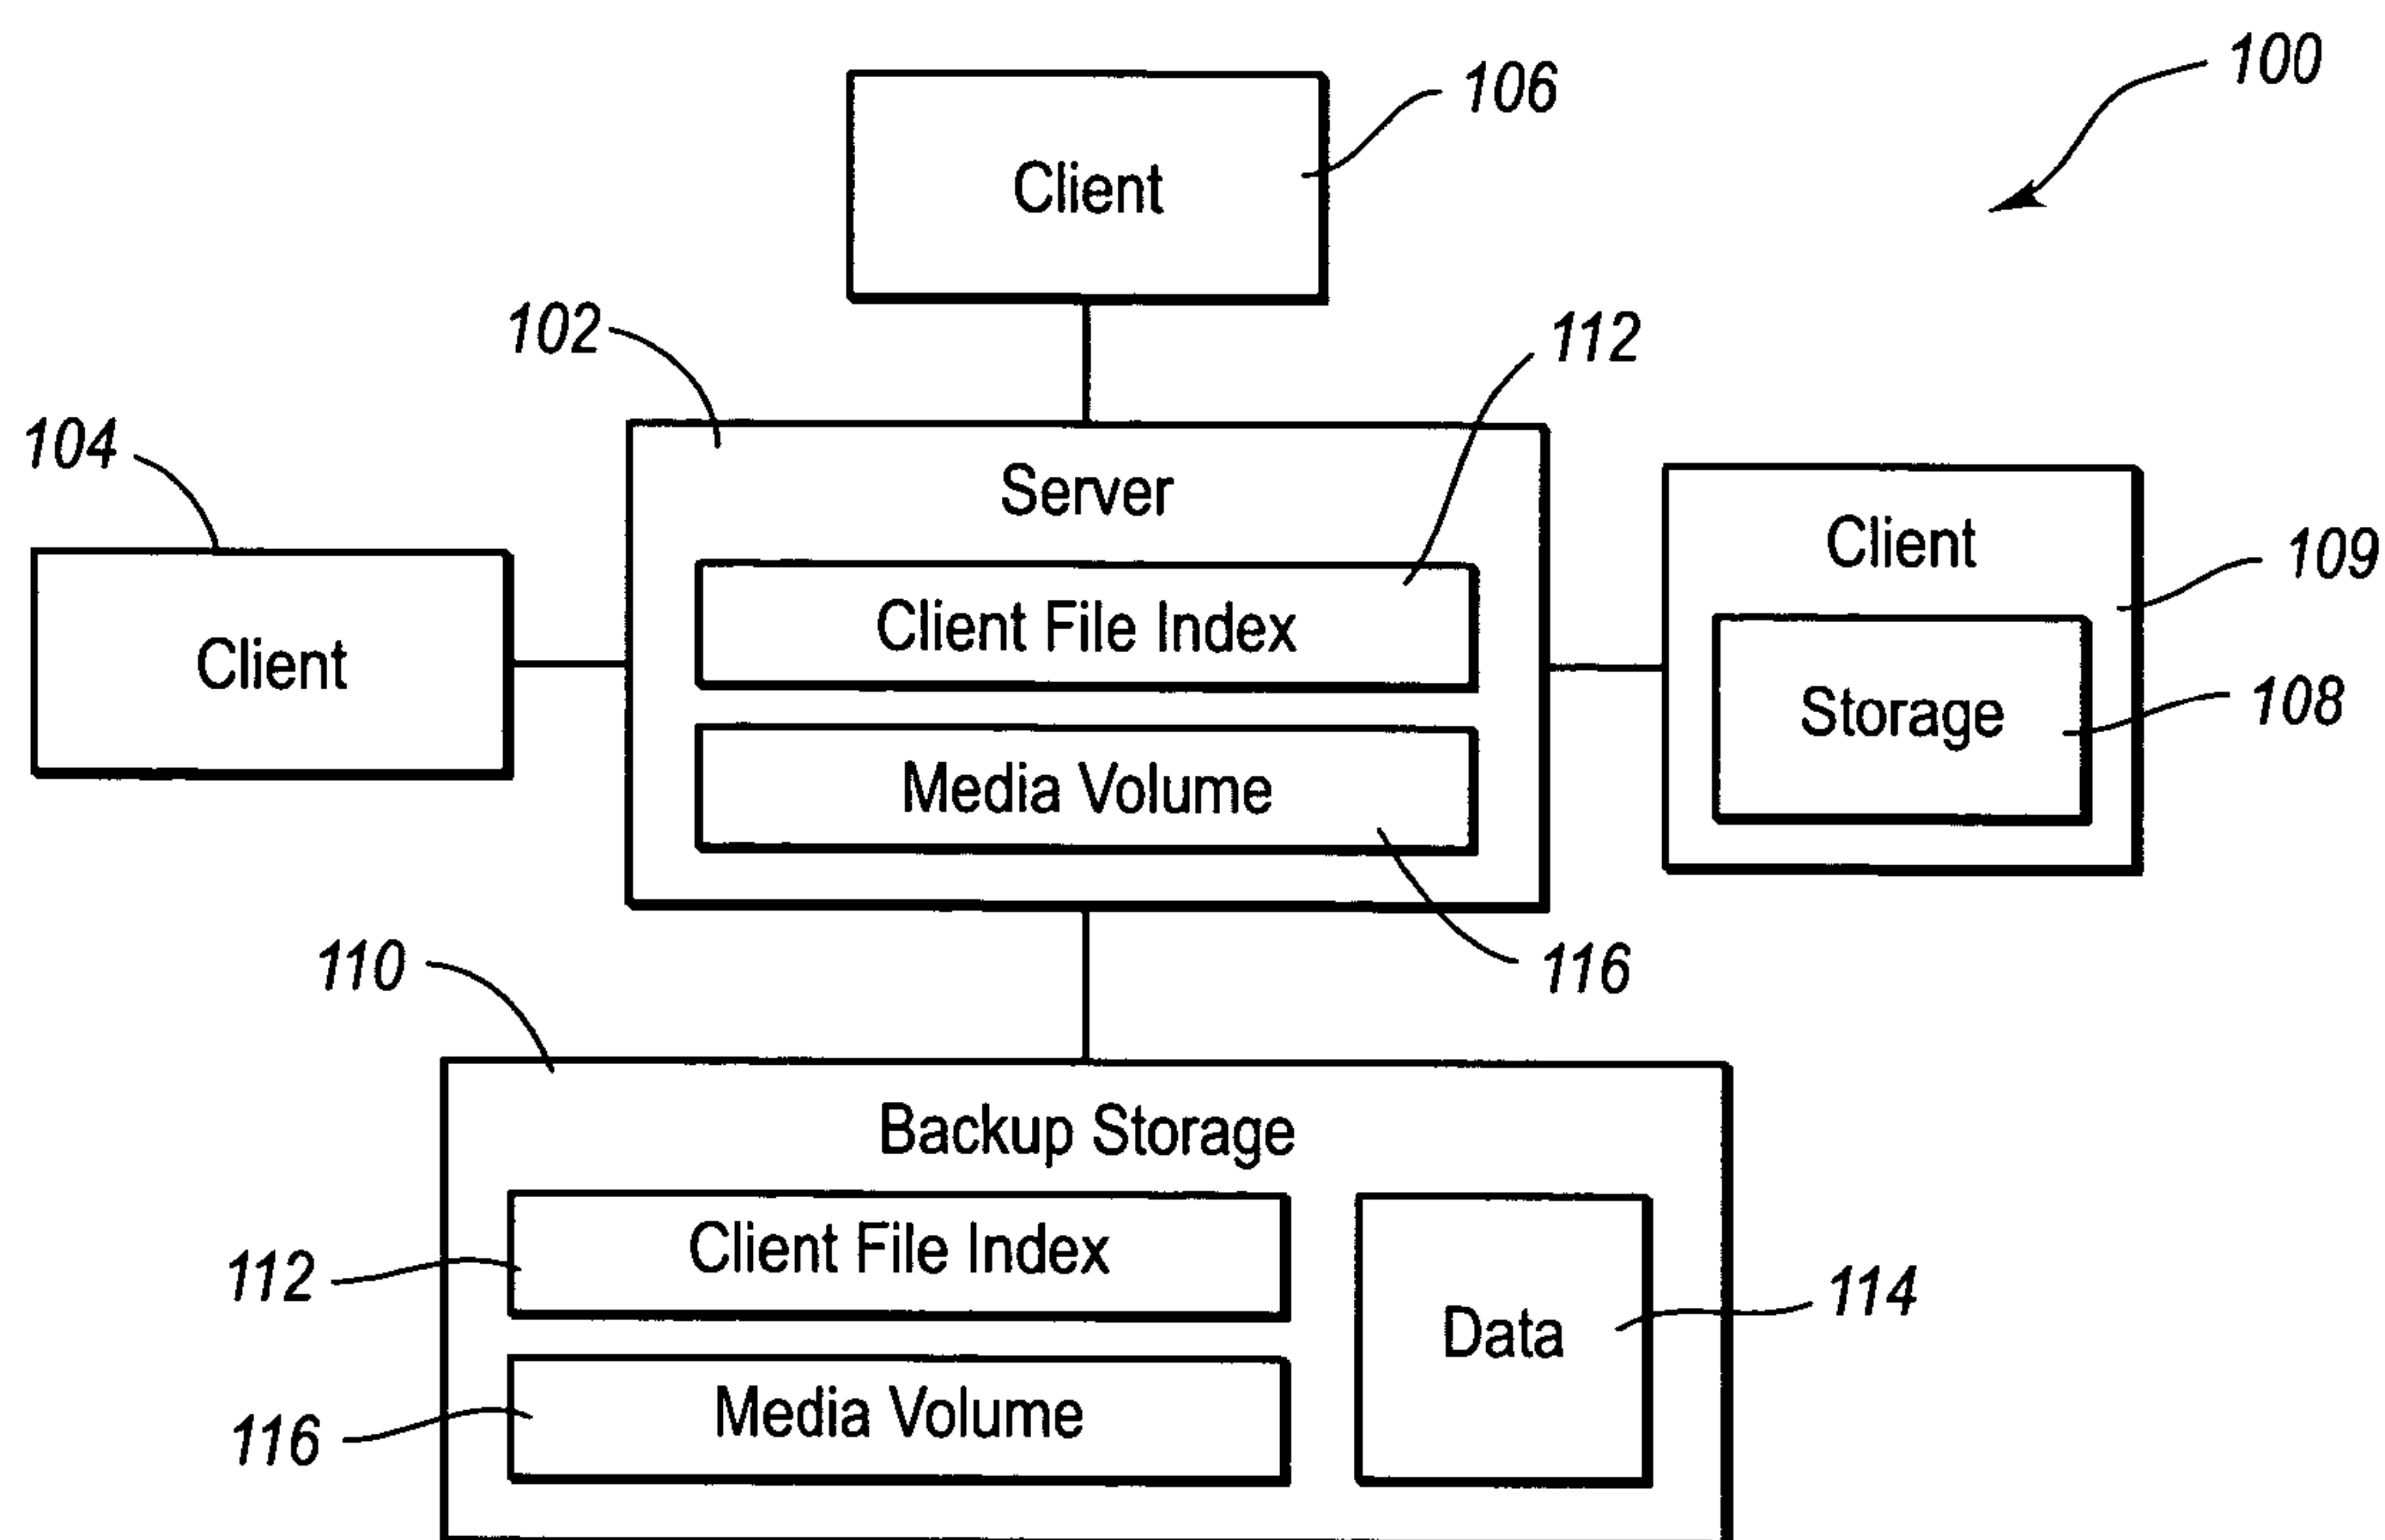 100
106
Client
102
112
104
Server
Client
109
Client File Index
Client
Storage
108
Media Volume
110
116
Backup Storage
Client File Index
112
114
Data
Media Volume
116